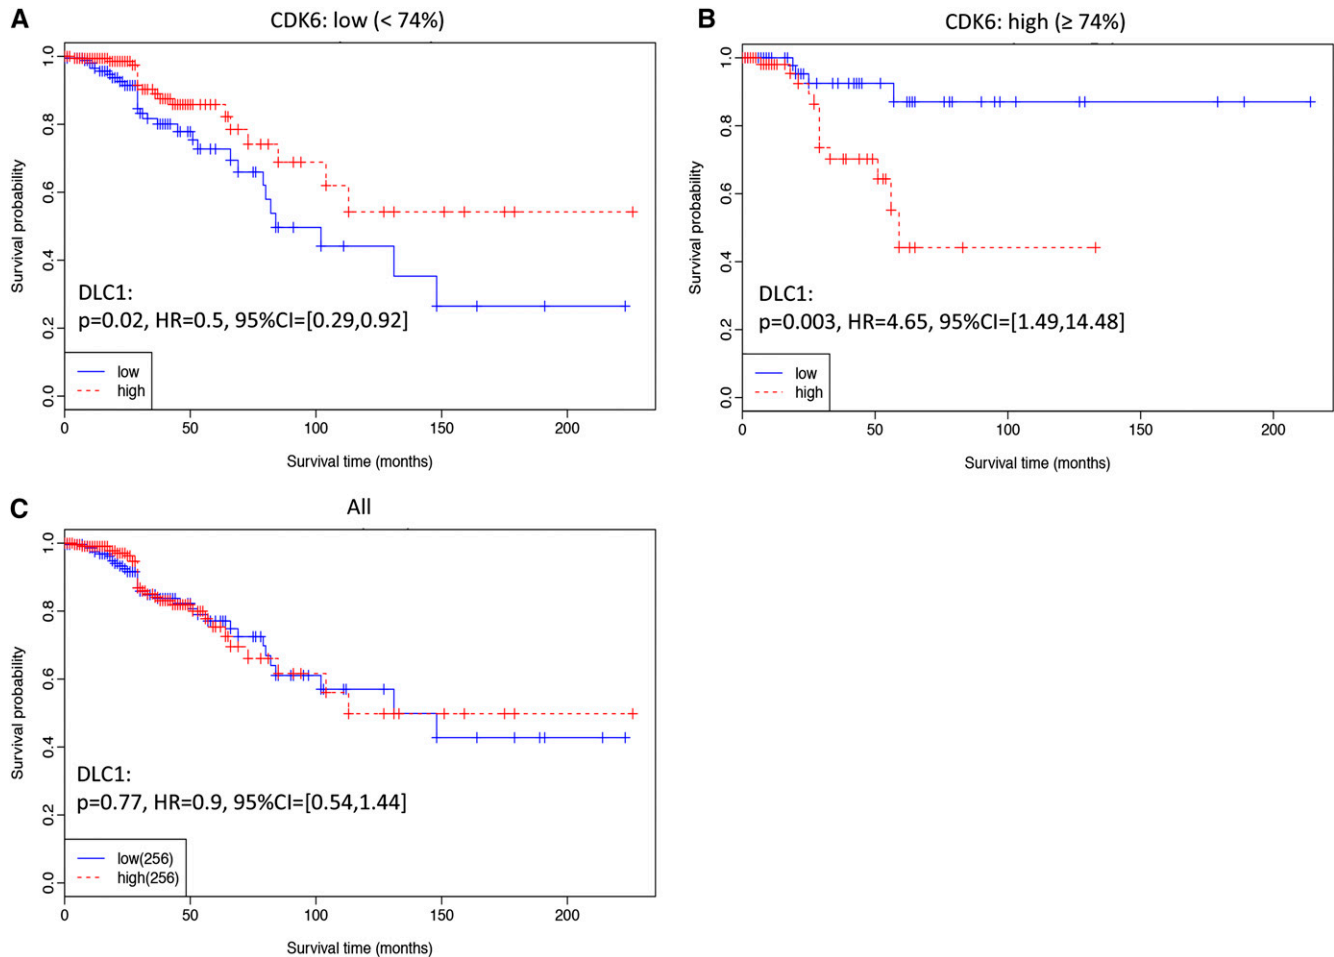 A
CDK6: low (< 74%)
1.0
0.8
0.6
0.4
0.2
0.0
Survival probability
DLC1:
p=0.02, HR=0.5, 95%CI=[0.29,0.92]
low
high
0 50 100 150 200
Survival time (months)
B
CDK6: high (≥ 74%)
1.0
0.8
0.6
0.4
0.2
0.0
Survival probability
DLC1:
p=0.003, HR=4.65, 95%CI=[1.49,14.48]
low
high
0 50 100 150 200
Survival time (months)
C
All
1.0
0.8
0.6
0.4
0.2
0.0
Survival probability
DLC1:
p=0.77, HR=0.9, 95%CI=[0.54,1.44]
low(256)
high(256)
0 50 100 150 200
Survival time (months)